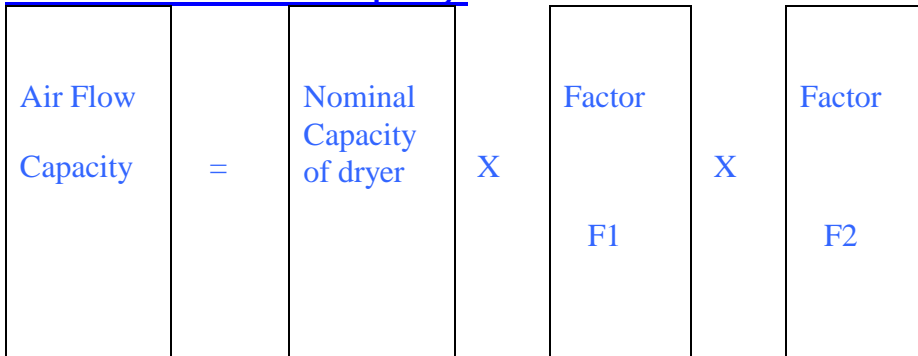 Air Flow
Capacity
=
Nominal
Capacity
of dryer
X
Factor
F1
X
Factor
F2